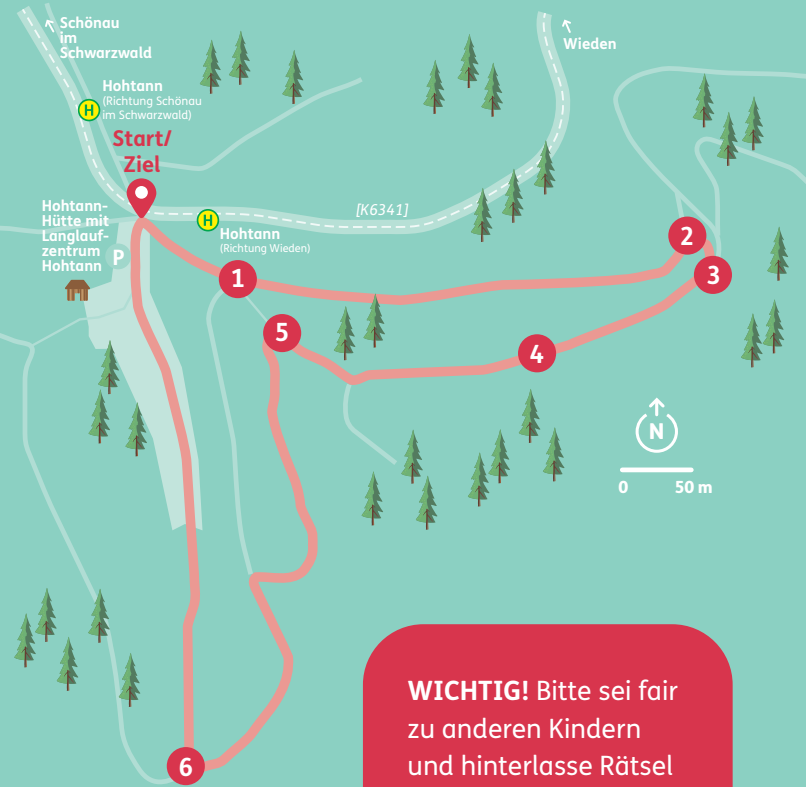 Schönau
im
Schwarzwald
Wieden
Hohtann
(Richtung Schönau
im Schwarzwald)
H
Start/
Ziel
Hohtann-
Hütte mit
Langlauf-
zentrum
Hohtann
P
H
Hohtann
(Richtung Wieden)
[K6341]
1
2
3
4
5
6
N
0 50 m
WICHTIG! Bitte sei fair
zu anderen Kindern
und hinterlasse Rätsel